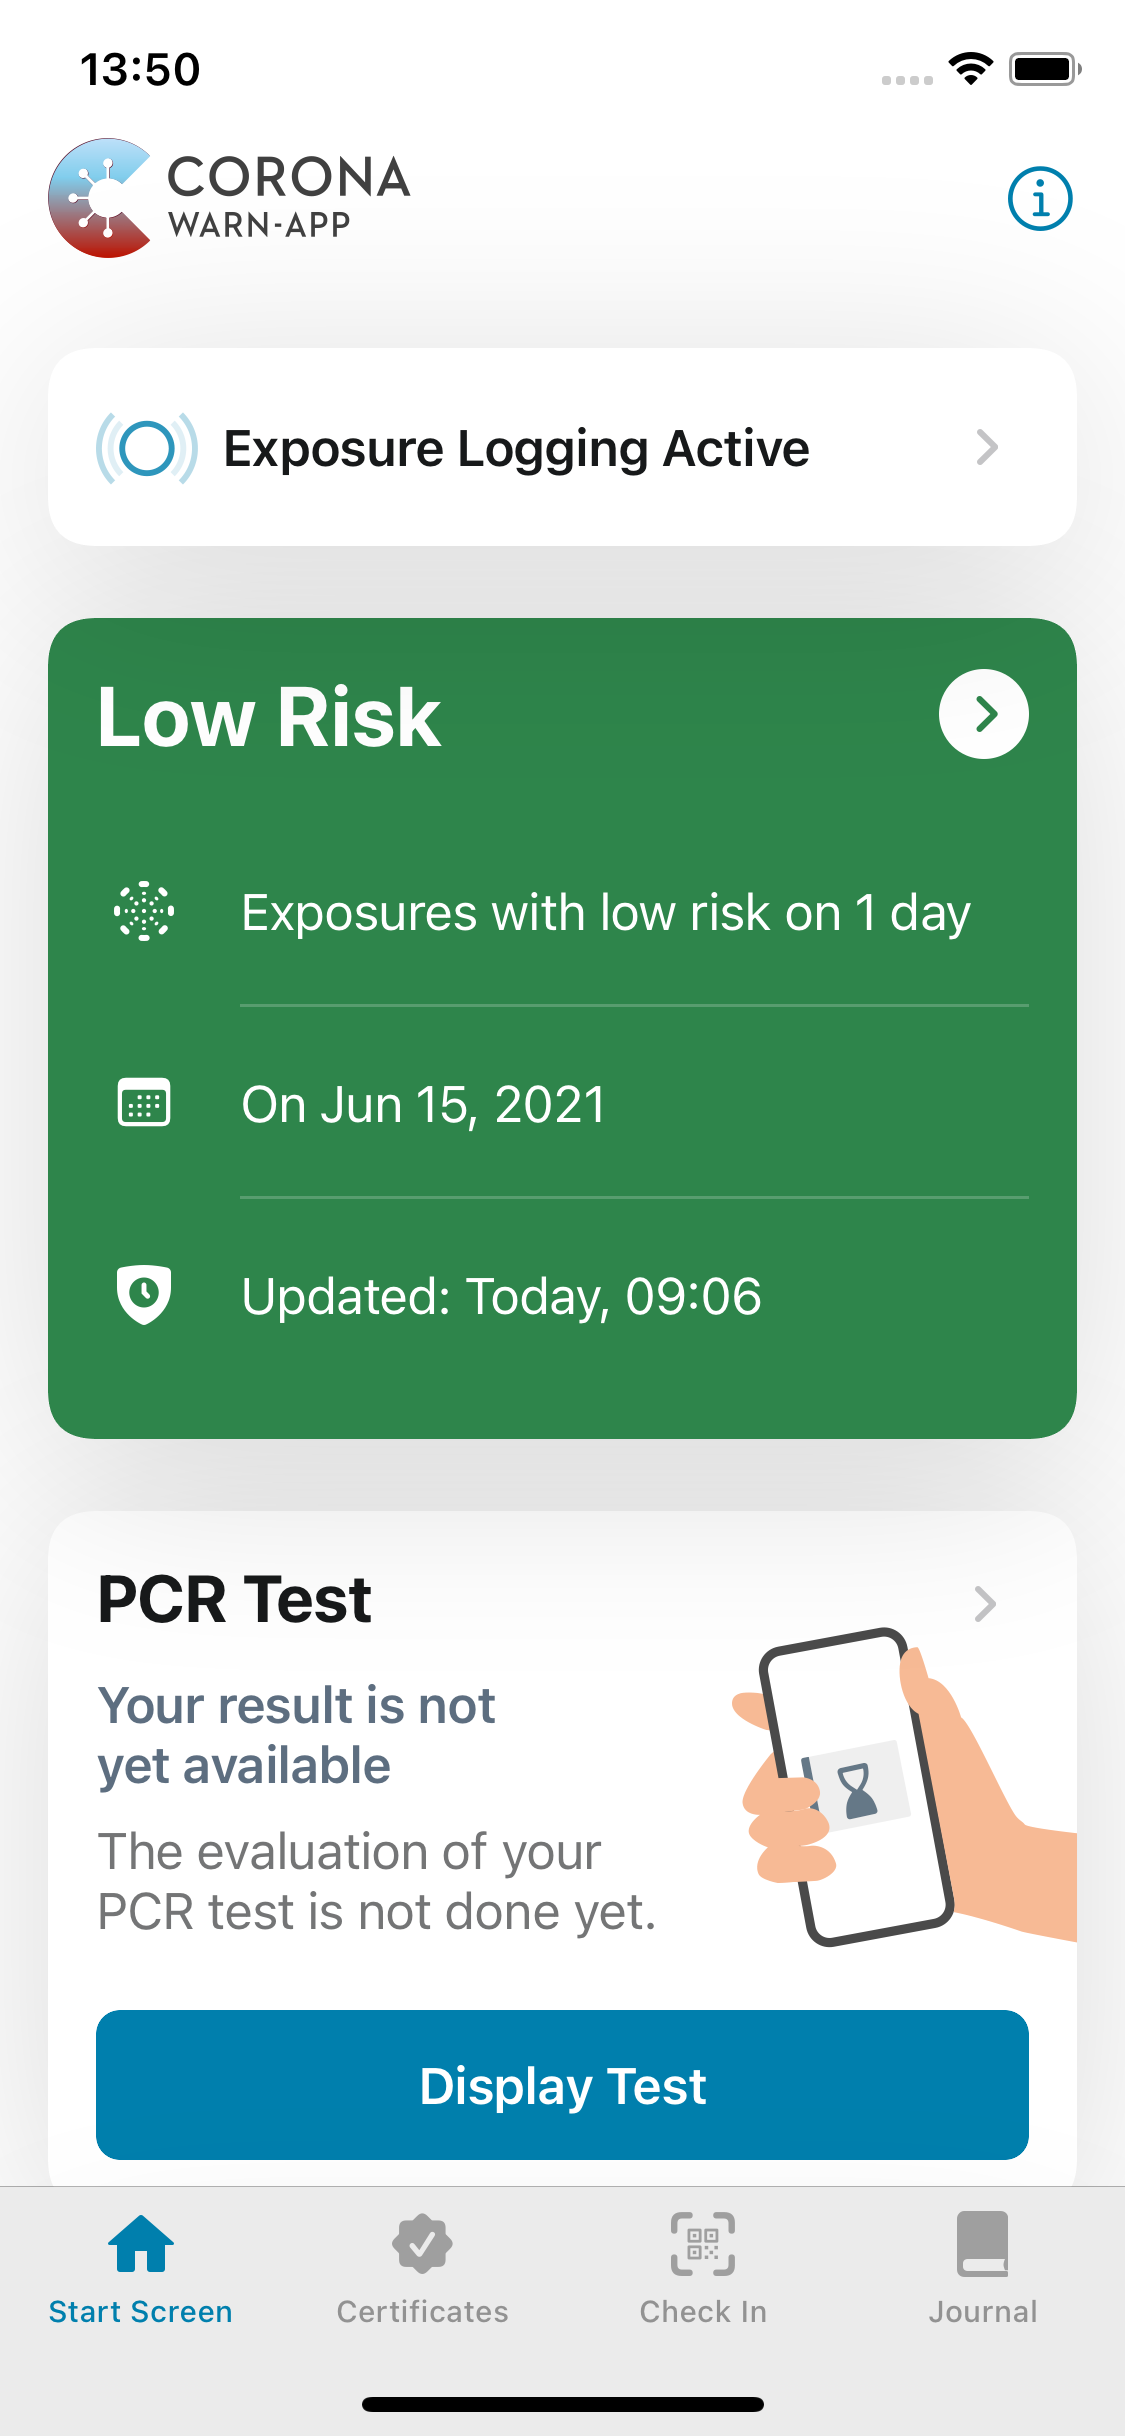 13:50
CORONA
WARN-APP
Exposure Logging Active
Low Risk
Exposures with low risk on 1 day
On Jun 15, 2021
Updated: Today, 09:06
PCR Test
Your result is not
yet available
The evaluation of your
PCR test is not done yet.
Display Test
Start Screen
Certificates
Check In
Journal